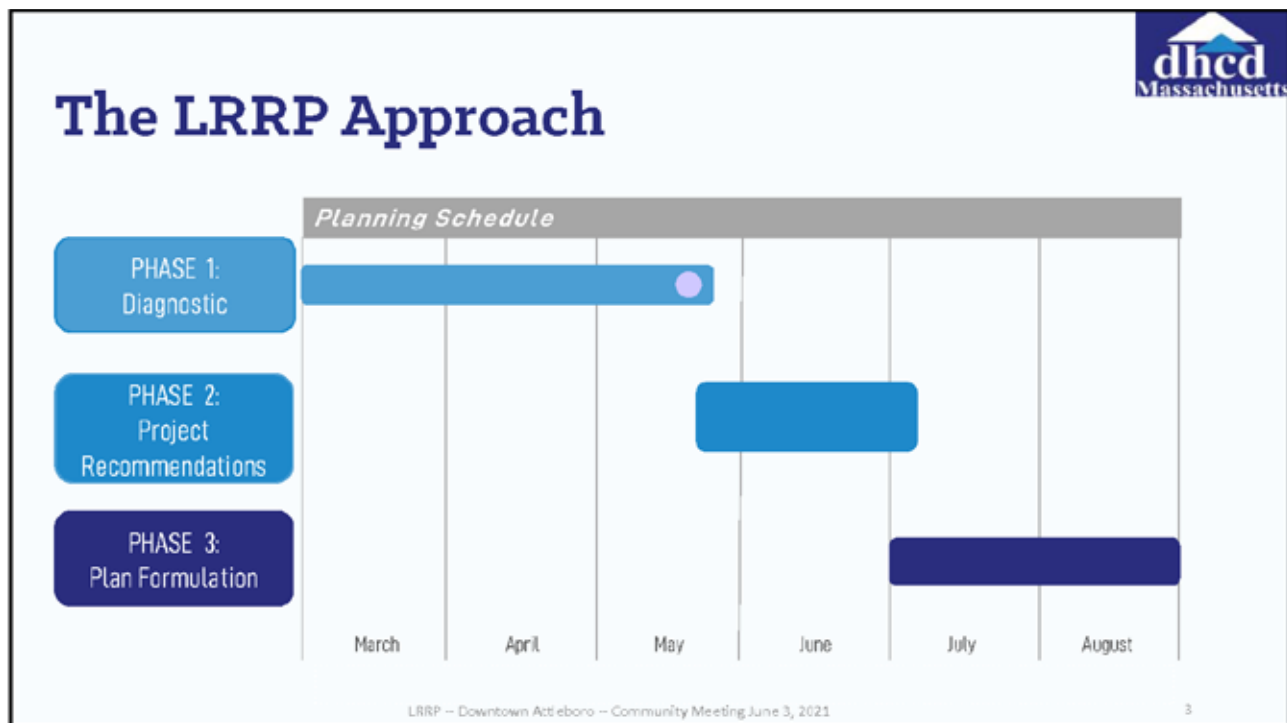 dhcd
Massachusetts
The LRRP Approach
Planning Schedule
PHASE 1:
Diagnostic
PHASE 2:
Project
Recommendations
PHASE 3:
Plan Formulation
March April May June July August
LRRP -- Downtown Attleboro -- Community Meeting June 3, 2021
3